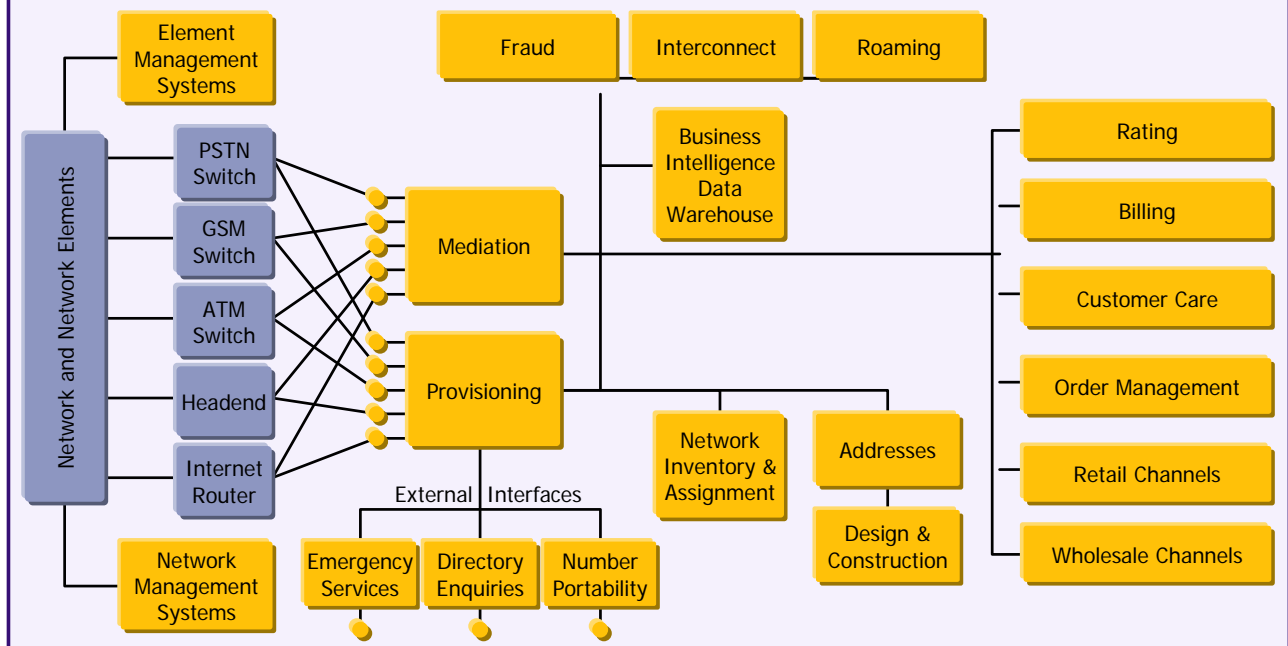 Element
Management
Systems
Fraud
Interconnect
Roaming
Network and Network Elements
PSTN
Switch
GSM
Switch
ATM
Switch
Headend
Internet
Router
Network
Management
Systems
Mediation
Provisioning
Business
Intelligence
Data
Warehouse
External Interfaces
Emergency
Services
Directory
Enquiries
Number
Portability
Network
Inventory &
Assignment
Addresses
Design &
Construction
Rating
Billing
Customer Care
Order Management
Retail Channels
Wholesale Channels